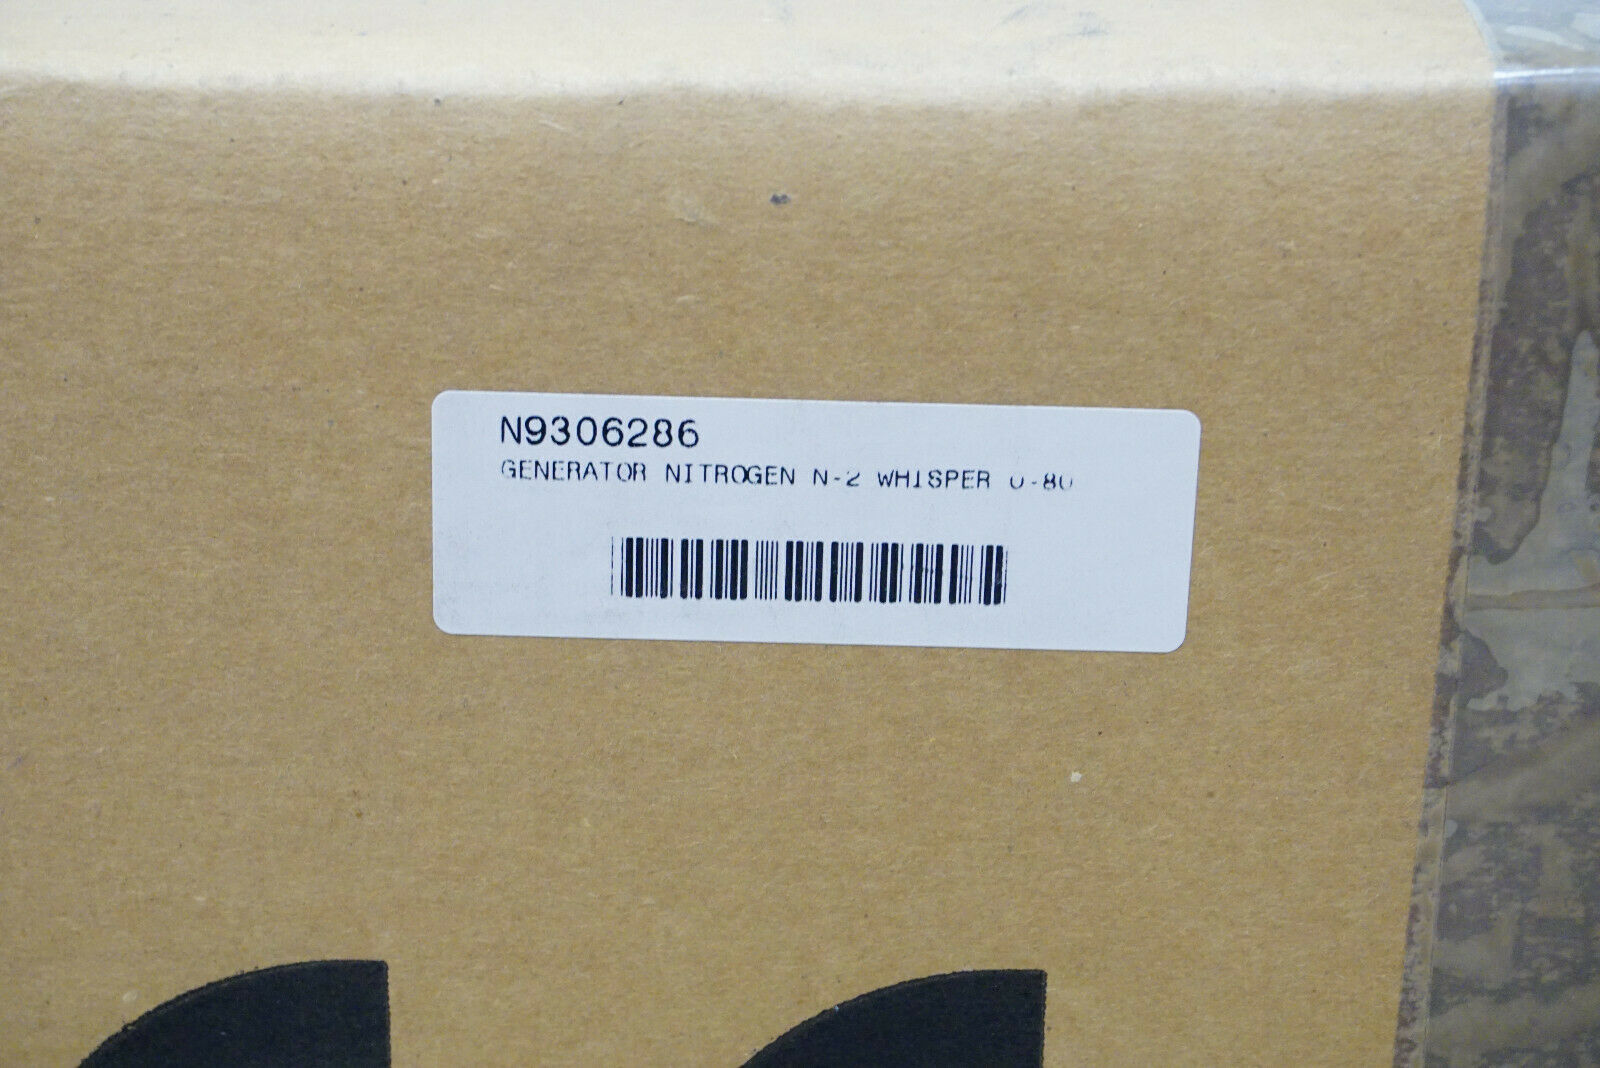 N9306286
GENERATOR NITROGEN N-2 WHISPER 0-80